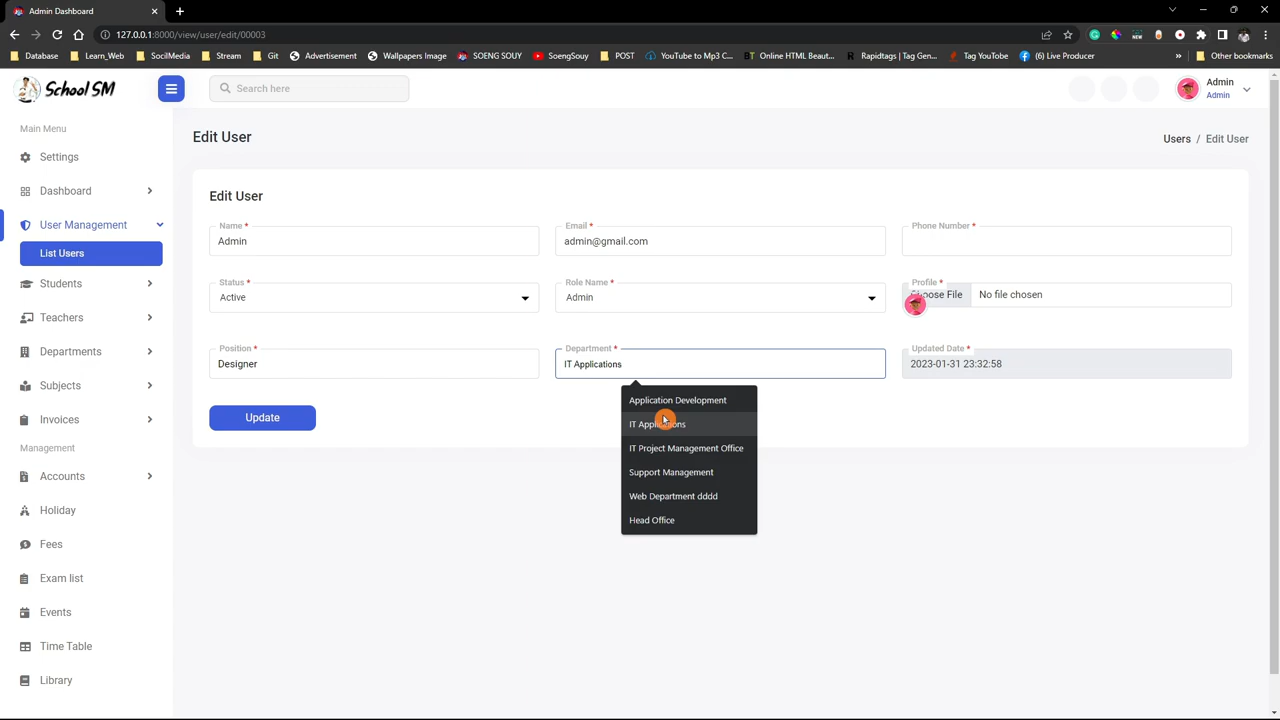 Admin Dashboard
127.0.0.1:8000/view/user/edit/00003
Database Learn_Web SocilMedia Stream Git Advertisement Wallpapers Image SOENG SOUY SoengSouy POST YouTube to Mp3 C... Online HTML Beaut... Rapidtags | Tag Gen... Tag YouTube (6) Live Producer » Other bookmarks
School SM
Search here
Admin
Admin
Main Menu
Settings
Dashboard
User Management
List Users
Students
Teachers
Departments
Subjects
Invoices
Management
Accounts
Holiday
Fees
Exam list
Events
Time Table
Library
Edit User
Users / Edit User
Edit User
Name *
Admin
Email *
admin@gmail.com
Phone Number *
Status *
Active
Role Name *
Admin
Profile *
Choose File No file chosen
Position *
Designer
Department *
IT Applications
Updated Date *
2023-01-31 23:32:58
Application Development
IT Applications
IT Project Management Office
Support Management
Web Department dddd
Head Office
Update